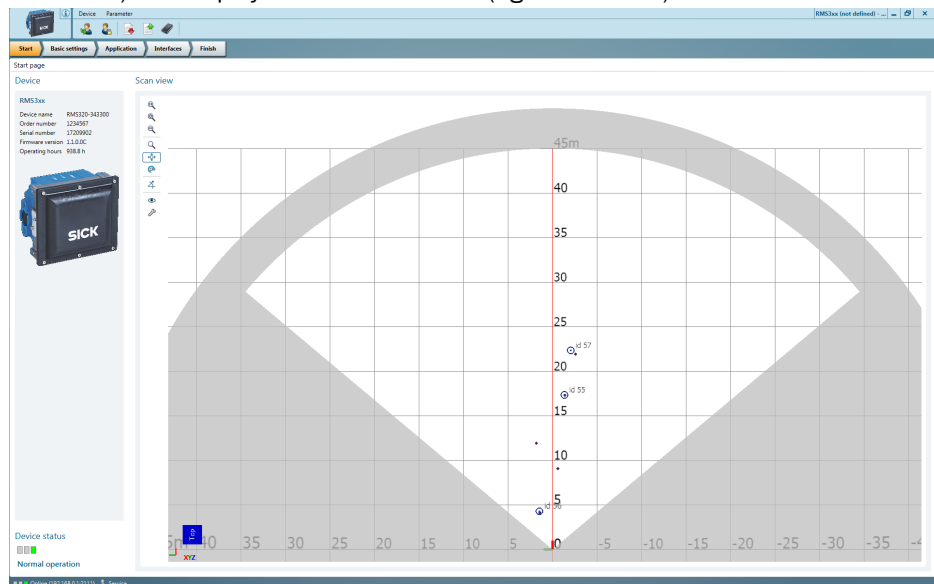 Device Parameter
RMS3xx (not defined) - ...
Start Basic settings Application Interfaces Finish
Start page
Device
Scan view
RMS3xx
Device name RMS320-343300
Order number 1234567
Serial number 17209902
Firmware version 1.1.0.0C
Operating hours 938.8 h
SICK
45m
40
35
30
25
id 57
20
id 55
15
10
5
Top
40 35 30 25 20 15 10 5 0 -5 -10 -15 -20 -25 -30 -35
XYZ
Device status
Normal operation